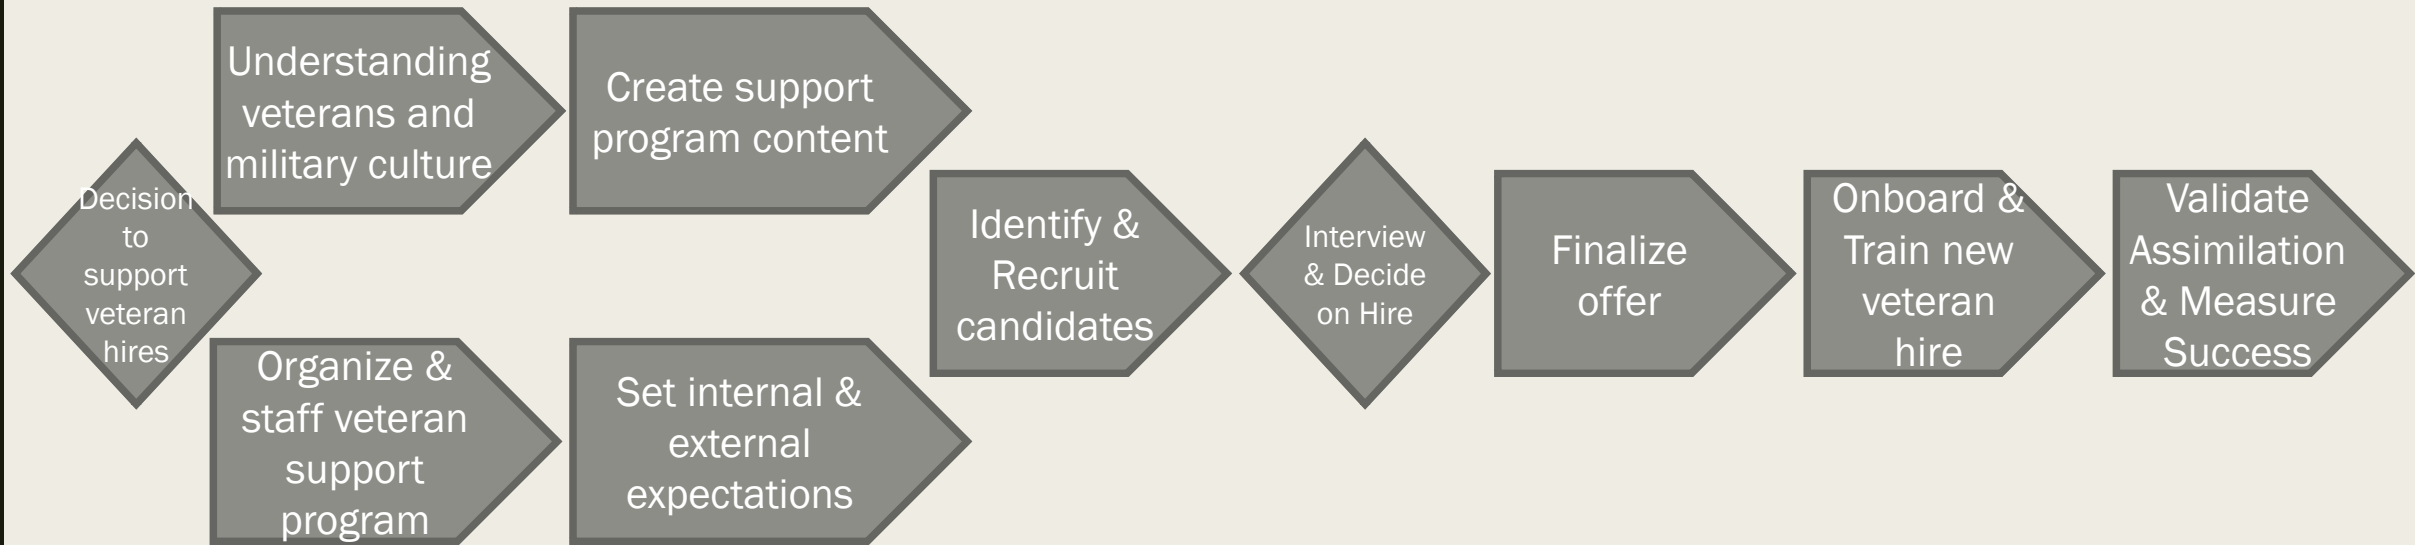 Decision
to
support
veteran
hires
Understanding
veterans and
military culture
Create support
program content
Organize &
staff veteran
support
program
Set internal &
external
expectations
Identify &
Recruit
candidates
Interview
& Decide
on Hire
Finalize
offer
Onboard &
Train new
veteran
hire
Validate
Assimilation
& Measure
Success